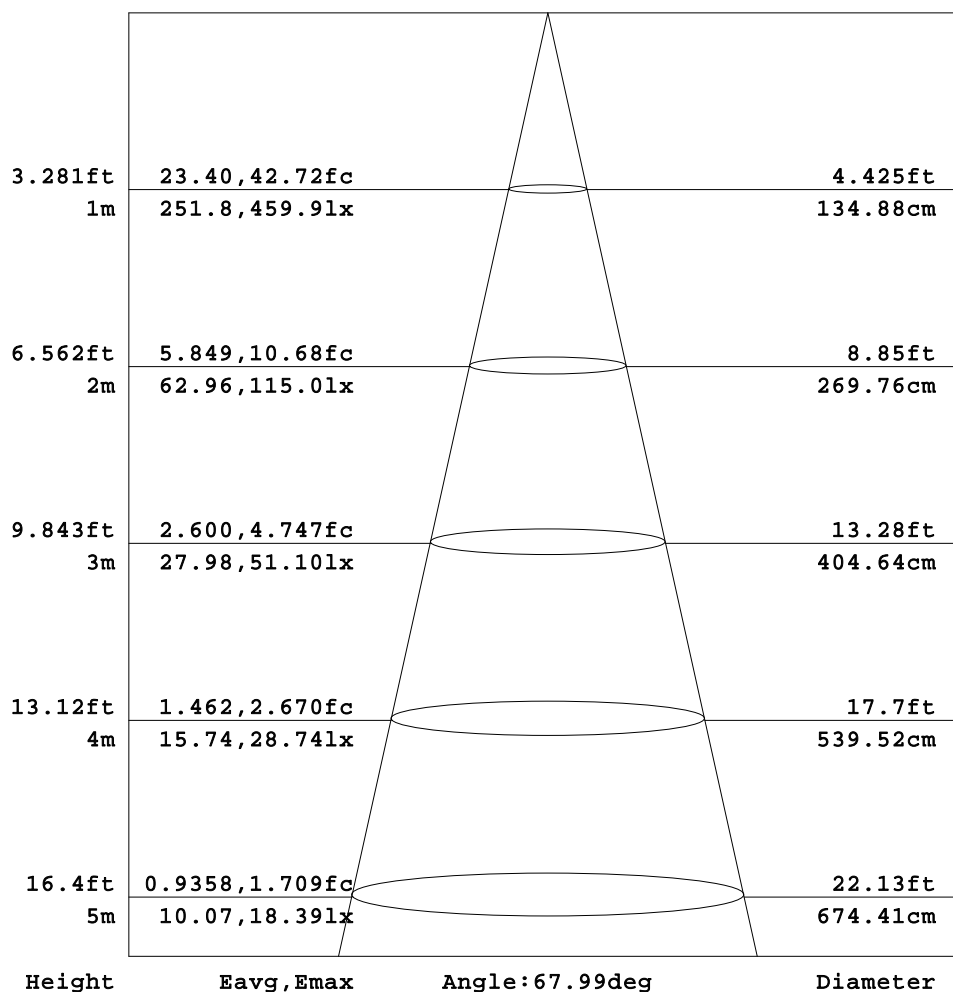 3.281ft 23.40,42.72fc 4.425ft
1m 251.8,459.9lx 134.88cm
6.562ft 5.849,10.68fc 8.85ft
2m 62.96,115.0lx 269.76cm
9.843ft 2.600,4.747fc 13.28ft
3m 27.98,51.10lx 404.64cm
13.12ft 1.462,2.670fc 17.7ft
4m 15.74,28.74lx 539.52cm
16.4ft 0.9358,1.709fc 22.13ft
5m 10.07,18.39lx 674.41cm
Height Eavg,Emax Angle:67.99deg Diameter